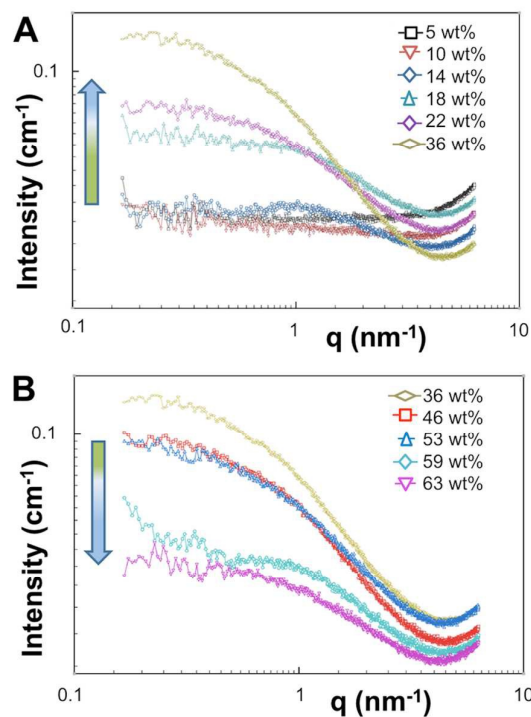 A
5 wt%
10 wt%
14 wt%
18 wt%
22 wt%
36 wt%
0.1
Intensity (cm⁻¹)
0.1
1
10
q (nm⁻¹)
B
36 wt%
46 wt%
53 wt%
59 wt%
63 wt%
0.1
Intensity (cm⁻¹)
0.1
1
10
q (nm⁻¹)